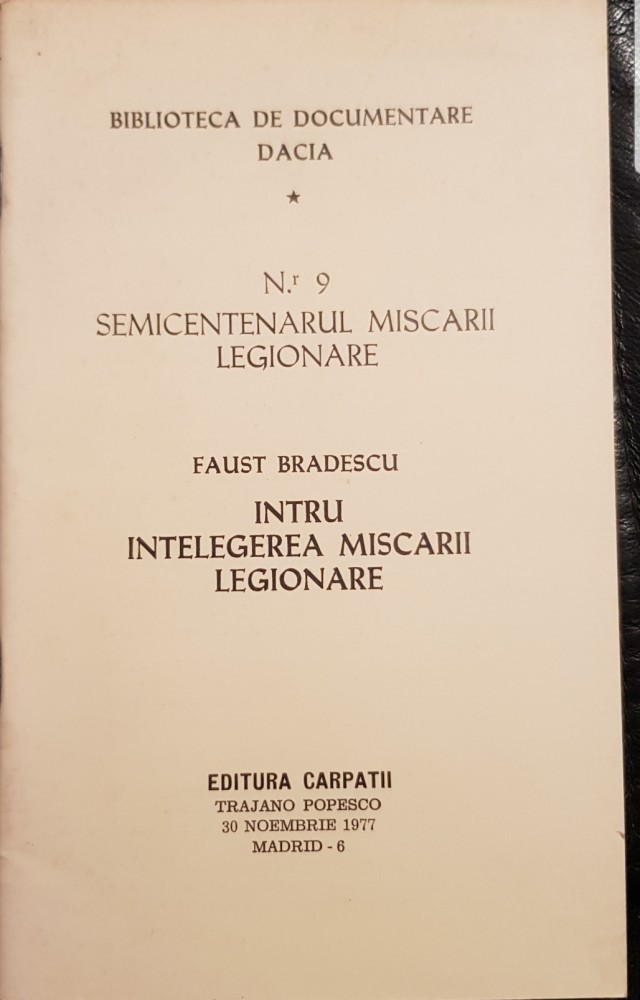 BIBLIOTECA DE DOCUMENTARE
DACIA
★
N.r 9
SEMICENTENARUL MISCARII
LEGIONARE
FAUST BRADESCU
INTRU
INTELEGEREA MISCARII
LEGIONARE
EDITURA CARPATII
TRAJANO POPESCO
30 NOEMBRIE 1977
MADRID - 6